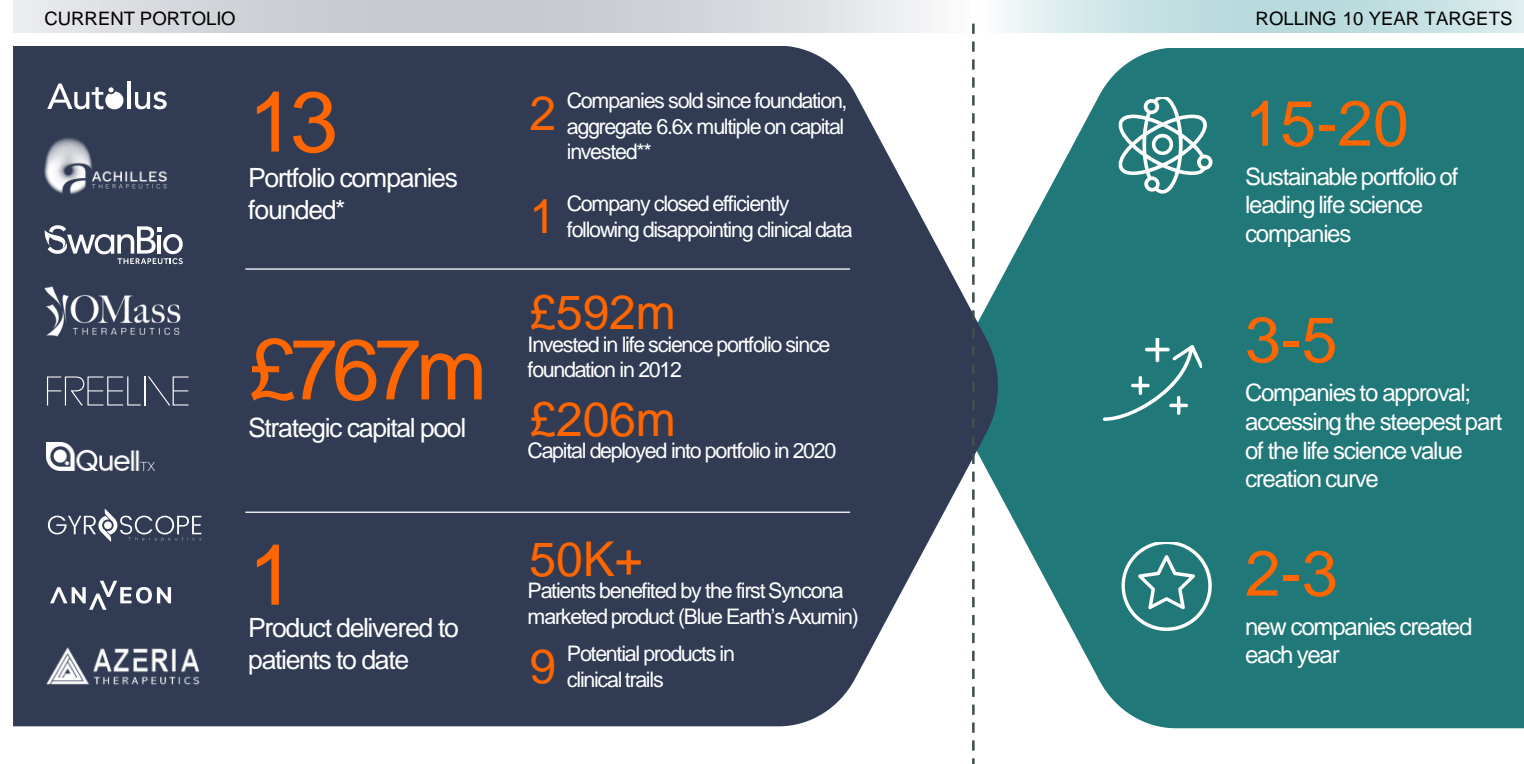 CURRENT PORTOLIO
ROLLING 10 YEAR TARGETS
Autolus
ACHILLES
THERAPEUTICS
SwanBio
THERAPEUTICS
OMass
THERAPEUTICS
FREELINE
Quell TX
GYROSCOPE
Therapeutics
ANAVEON
AZERIA
THERAPEUTICS
13
Portfolio companies
founded*
2
Companies sold since foundation,
aggregate 6.6x multiple on capital
invested**
1
Company closed efficiently
following disappointing clinical data
£767m
Strategic capital pool
£592m
Invested in life science portfolio since
foundation in 2012
£206m
Capital deployed into portfolio in 2020
1
Product delivered to
patients to date
50K+
Patients benefited by the first Syncona
marketed product (Blue Earth's Axumin)
9
Potential products in
clinical trails
15-20
Sustainable portfolio of
leading life science
companies
3-5
Companies to approval;
accessing the steepest part
of the life science value
creation curve
2-3
new companies created
each year